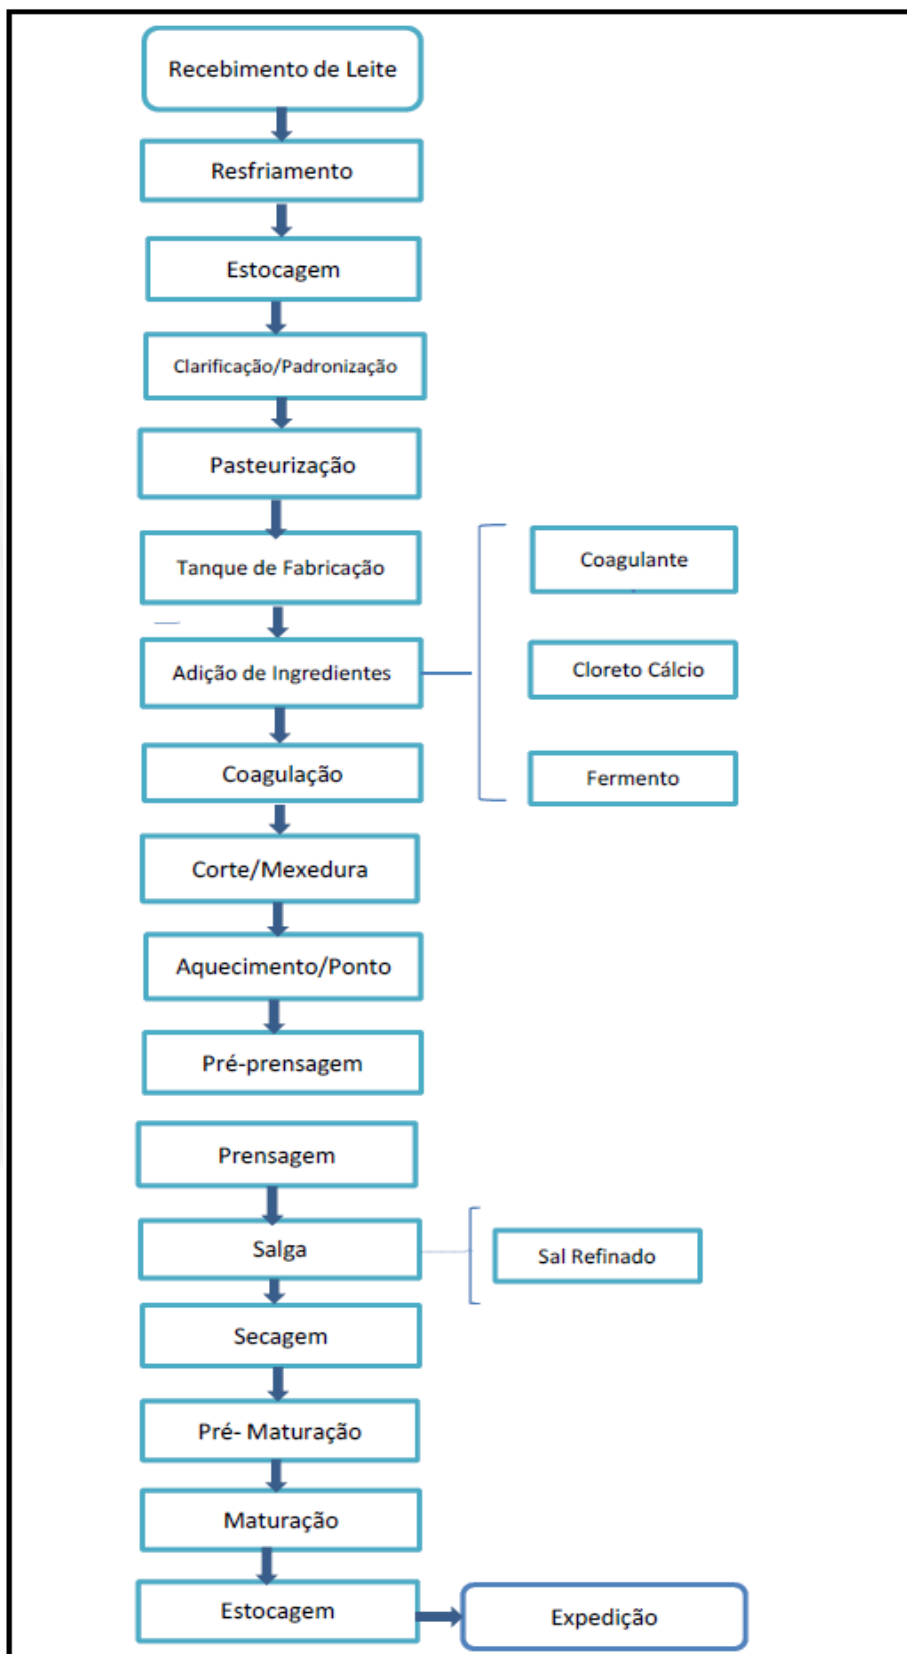 Recebimento de Leite
Resfriamento
Estocagem
Clarificação/Padronização
Pasteurização
Tanque de Fabricação
Adição de Ingredientes
Coagulante
Cloreto Cálcio
Fermento
Coagulação
Corte/Mexedura
Aquecimento/Ponto
Pré-prensagem
Prensagem
Salga
Sal Refinado
Secagem
Pré- Maturação
Maturação
Estocagem
Expedição